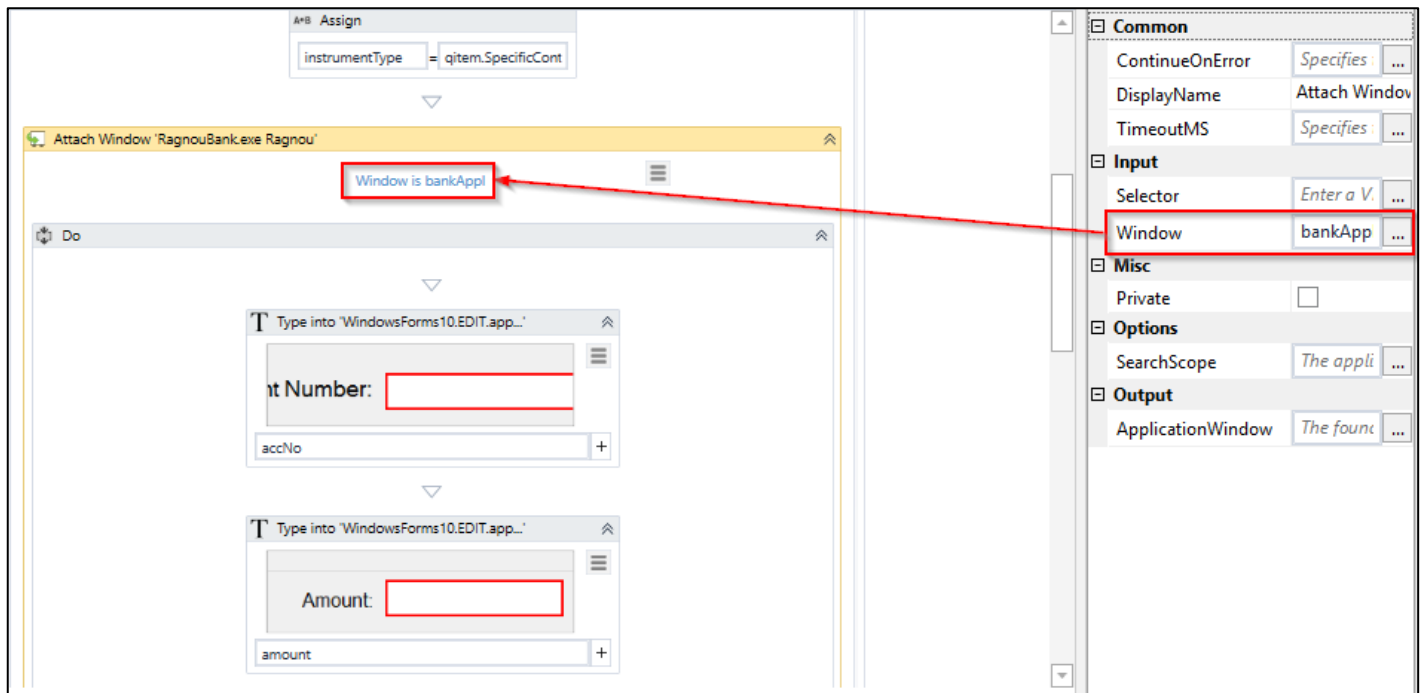 A*B Assign
instrumentType = qitem.SpecificCont
Attach Window 'RagnouBank.exe Ragnou'
Window is bankAppl
Do
T Type into 'WindowsForms10.EDIT.app...'
nt Number:
accNo +
T Type into 'WindowsForms10.EDIT.app...'
Amount:
amount +
Common
ContinueOnError Specifies ...
DisplayName Attach Window
TimeoutMS Specifies ...
Input
Selector Enter a V. ...
Window bankApp ...
Misc
Private
Options
SearchScope The appli ...
Output
ApplicationWindow The found ...